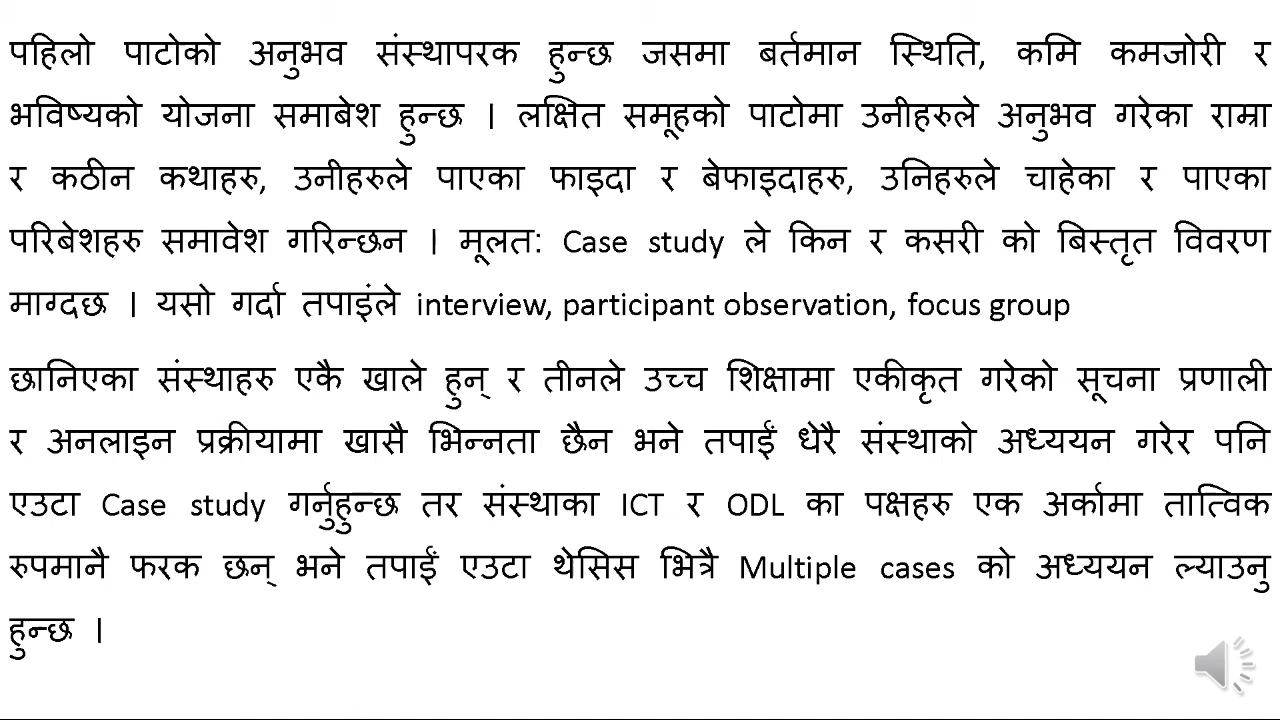 पहिलो पाटोको अनुभव संस्थापरक हुन्छ जसमा बर्तमान स्थिति, कमि कमजोरी र
भविष्यको योजना समाबेश हुन्छ । लक्षित समूहको पाटोमा उनीहरुले अनुभव गरेका राम्रा
र कठीन कथाहरु, उनीहरुले पाएका फाइदा र बेफाइदाहरु, उनिहरुले चाहेका र पाएका
परिबेशहरु समावेश गरिन्छन । मूलत: Case study ले किन र कसरी को बिस्तृत विवरण
माग्दछ । यसो गर्दा तपाइंले interview, participant observation, focus group
छानिएका संस्थाहरु एकै खाले हुन् र तीनले उच्च शिक्षामा एकीकृत गरेको सूचना प्रणाली
र अनलाइन प्रक्रीयामा खासै भिन्नता छैन भने तपाईं धेरै संस्थाको अध्ययन गरेर पनि
एउटा Case study गर्नुहुन्छ तर संस्थाका ICT र ODL का पक्षहरु एक अर्कामा तात्विक
रुपमानै फरक छन् भने तपाईं एउटा थेसिस भित्रै Multiple cases को अध्ययन ल्याउनु
हुन्छ ।